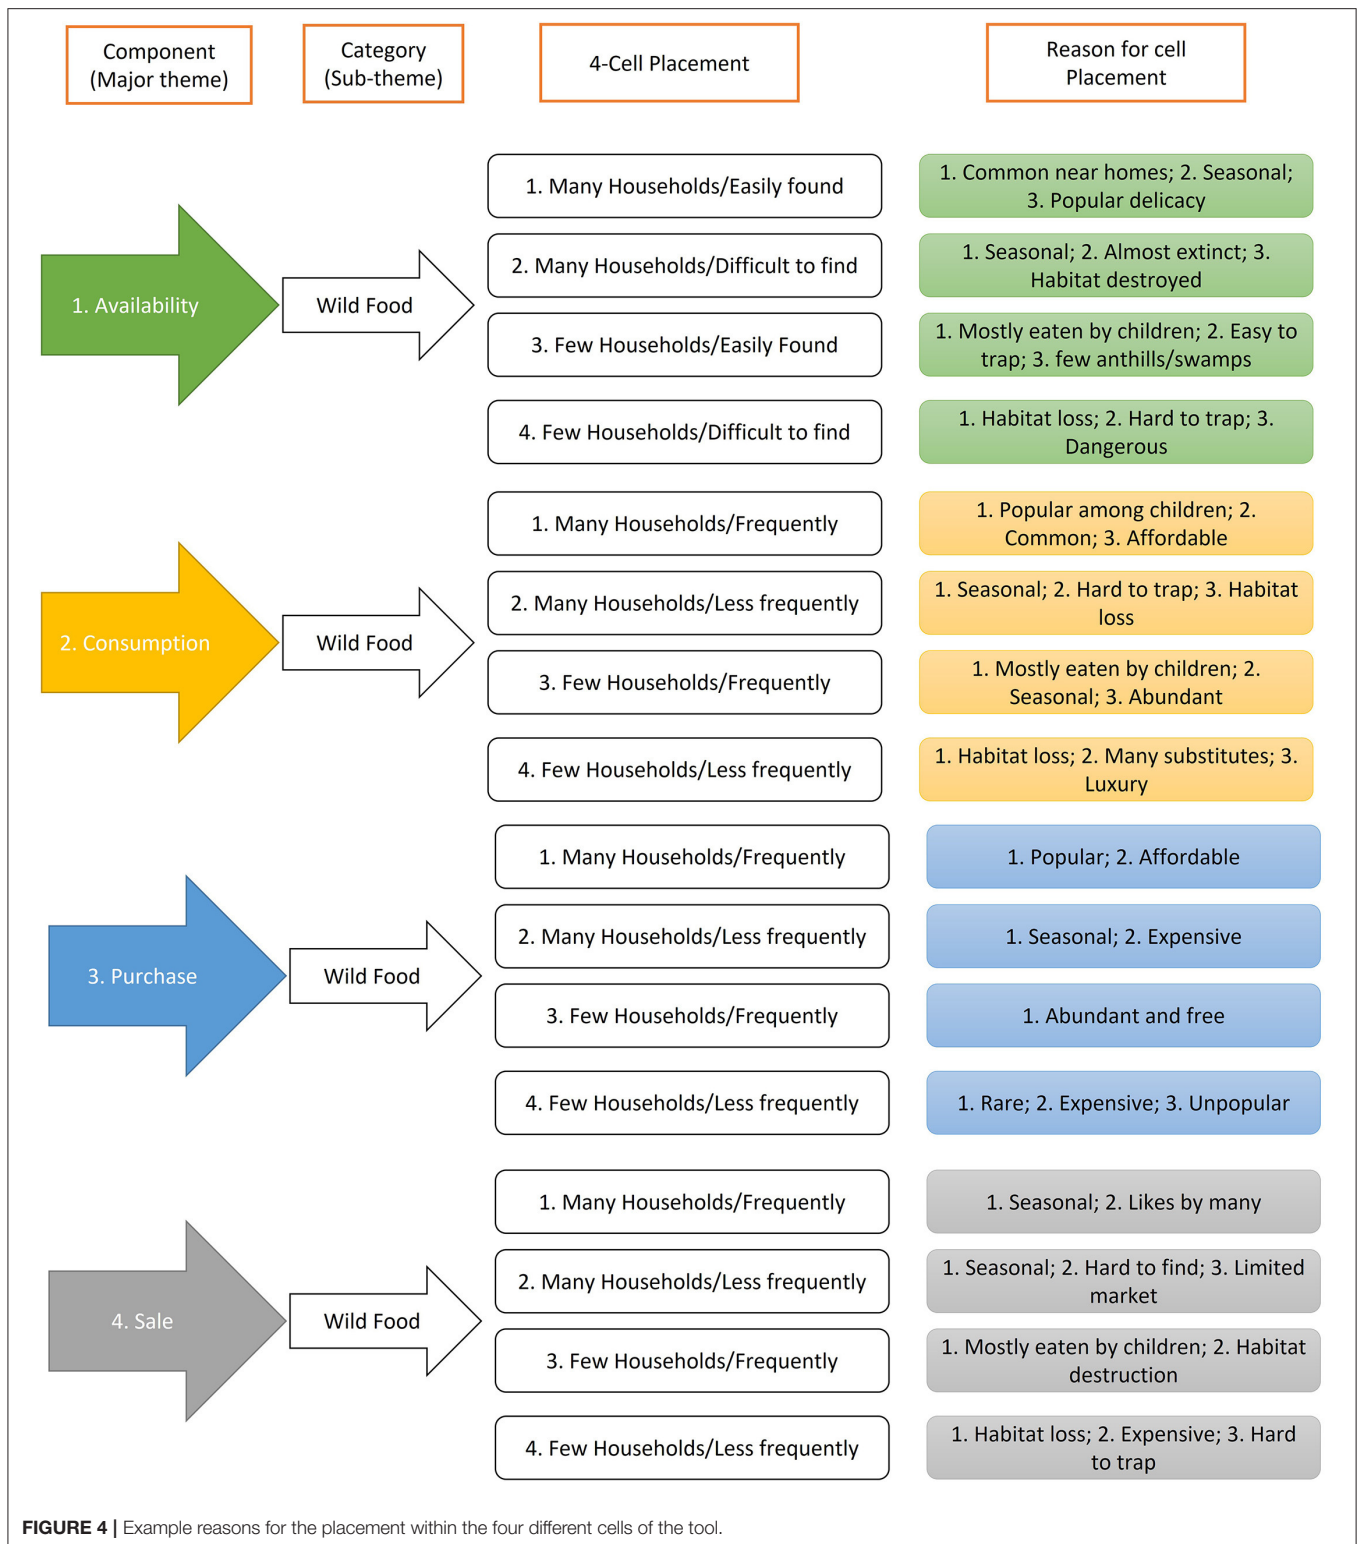 Component
(Major theme)
Category
(Sub-theme)
4-Cell Placement
Reason for cell
Placement
1. Availability
Wild Food
1. Many Households/Easily found
1. Common near homes; 2. Seasonal;
3. Popular delicacy
2. Many Households/Difficult to find
1. Seasonal; 2. Almost extinct; 3.
Habitat destroyed
3. Few Households/Easily Found
1. Mostly eaten by children; 2. Easy to
trap; 3. few anthills/swamps
4. Few Households/Difficult to find
1. Habitat loss; 2. Hard to trap; 3.
Dangerous
2. Consumption
Wild Food
1. Many Households/Frequently
1. Popular among children; 2.
Common; 3. Affordable
2. Many Households/Less frequently
1. Seasonal; 2. Hard to trap; 3. Habitat
loss
3. Few Households/Frequently
1. Mostly eaten by children; 2.
Seasonal; 3. Abundant
4. Few Households/Less frequently
1. Habitat loss; 2. Many substitutes; 3.
Luxury
3. Purchase
Wild Food
1. Many Households/Frequently
1. Popular; 2. Affordable
2. Many Households/Less frequently
1. Seasonal; 2. Expensive
3. Few Households/Frequently
1. Abundant and free
4. Few Households/Less frequently
1. Rare; 2. Expensive; 3. Unpopular
4. Sale
Wild Food
1. Many Households/Frequently
1. Seasonal; 2. Likes by many
2. Many Households/Less frequently
1. Seasonal; 2. Hard to find; 3. Limited
market
3. Few Households/Frequently
1. Mostly eaten by children; 2. Habitat
destruction
4. Few Households/Less frequently
1. Habitat loss; 2. Expensive; 3. Hard
to trap
FIGURE 4 | Example reasons for the placement within the four different cells of the tool.